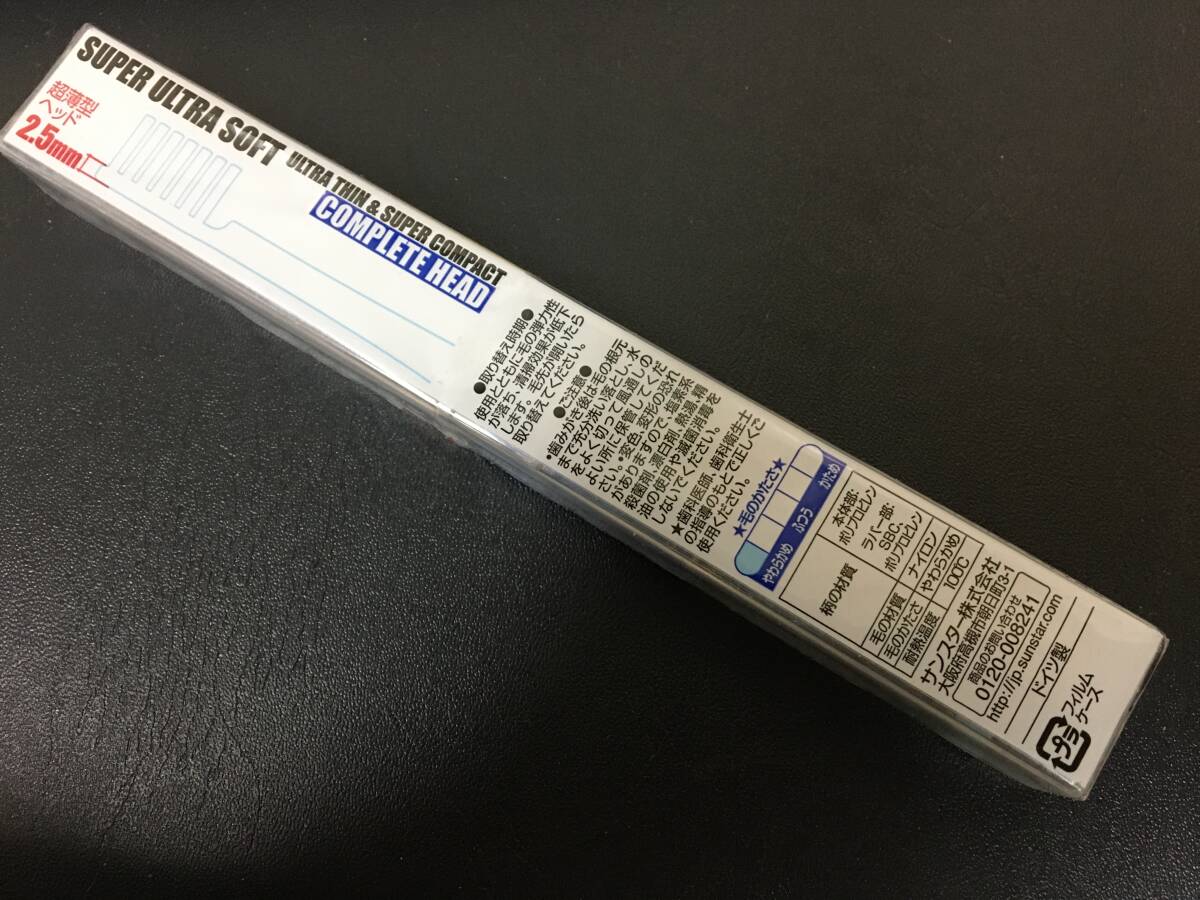 SUPER ULTRA SOFT
ULTRA THIN & SUPER COMPACT
COMPLETE HEAD
超薄型
ヘッド
2.5mm
●取り替え時期●
使用とともに毛の弾力性
が落ち、清掃効果が低下
します。毛先が開いたら
取り替えてください。
●ご注意●
・歯みがき後は毛の根元
まで充分洗い落とし、水
をよく切って風通しの
よい所に保管してくだ
さい。・変色、変形の恐れ
がありますので、塩素系
殺菌剤、漂白剤、熱湯、精
油の使用や滅菌消毒を
しないでください。
★歯科医師、歯科衛生士
の指導のもとで正しくご
使用ください。
★毛のかたさ★
やわらかめ ふつう かため
柄の材質 本体部:
ポリプロピレン
ラバー部:
SBC、
ポリプロピレン
毛の材質 ナイロン
毛のかたさ やわらかめ
耐熱温度 100℃
サンスター株式会社
大阪府高槻市朝日町3-1
商品のお問い合わせ
0120-008241
http://jp.sunstar.com
ドイツ製
プラ
フィルム
ケース